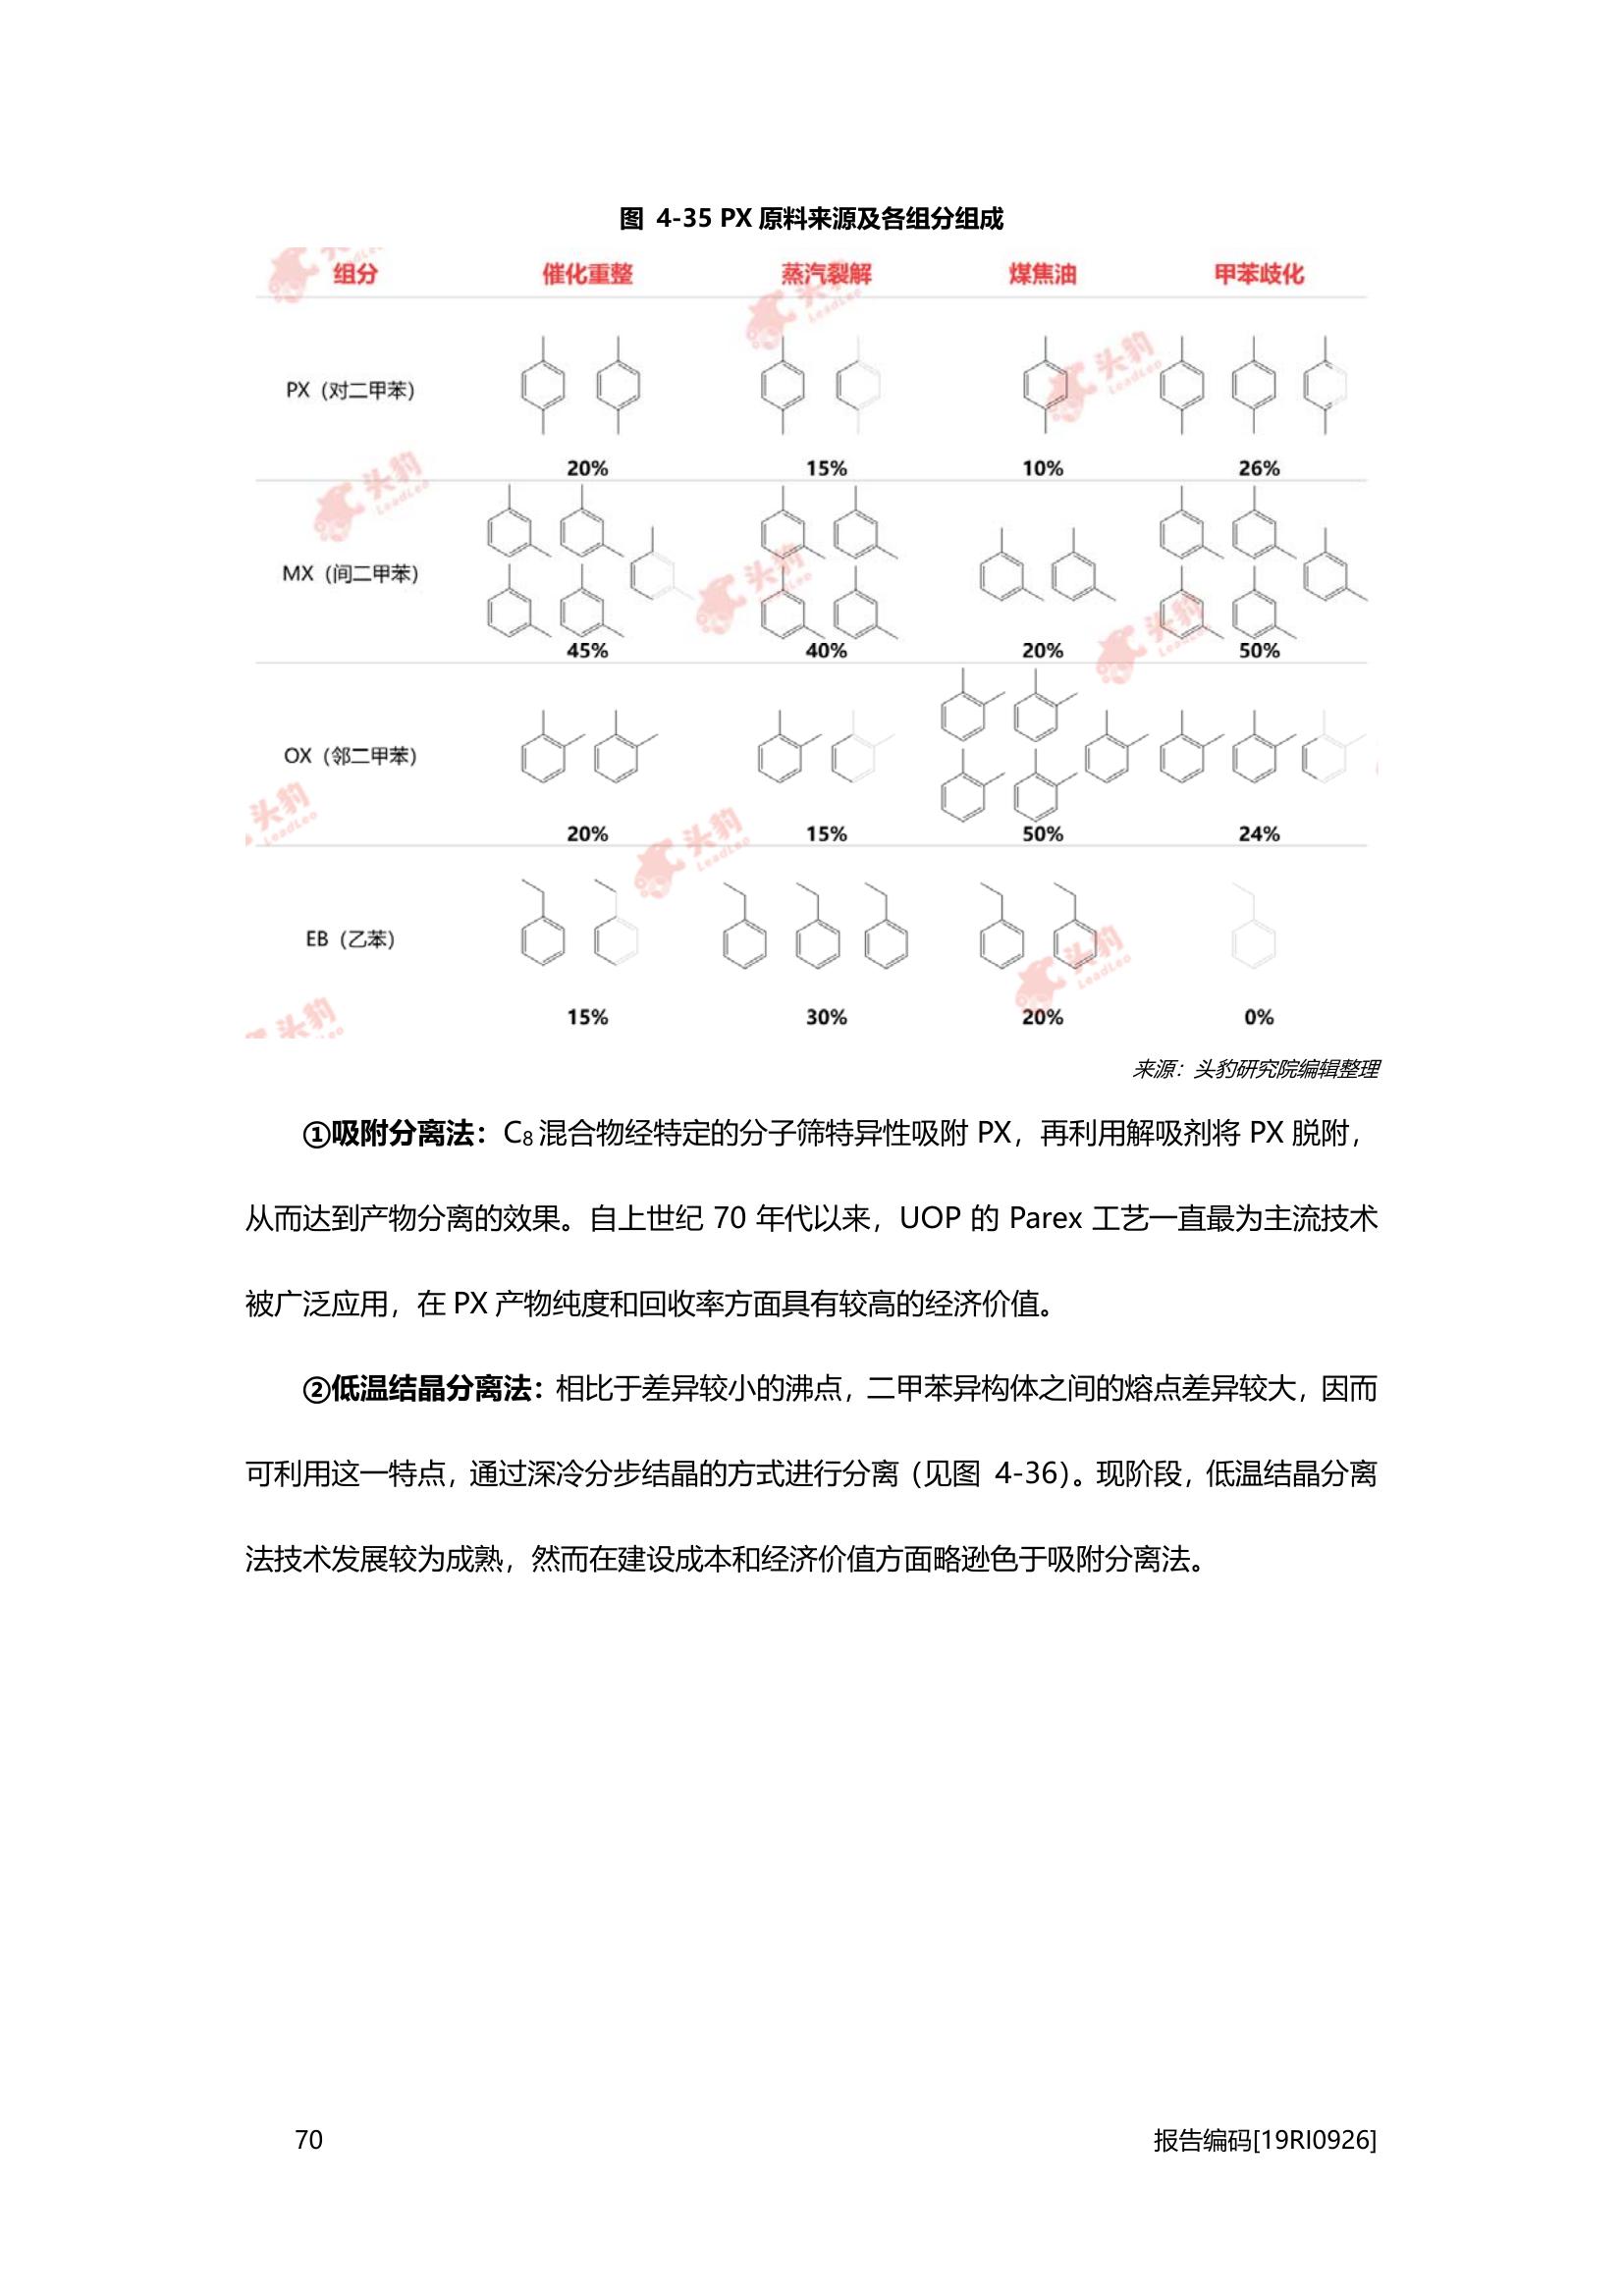 图 4-35 PX 原料来源及各组分组成
组分 催化重整 蒸汽裂解 煤焦油 甲苯歧化
PX（对二甲苯）
20% 15% 10% 26%
MX（间二甲苯）
45% 40% 20% 50%
OX（邻二甲苯）
20% 15% 50% 24%
EB（乙苯）
15% 30% 20% 0%
头豹 LeadLeo
来源：头豹研究院编辑整理
①吸附分离法：C₈混合物经特定的分子筛特异性吸附 PX，再利用解吸剂将 PX 脱附，
从而达到产物分离的效果。自上世纪 70 年代以来，UOP 的 Parex 工艺一直最为主流技术
被广泛应用，在 PX 产物纯度和回收率方面具有较高的经济价值。
②低温结晶分离法：相比于差异较小的沸点，二甲苯异构体之间的熔点差异较大，因而
可利用这一特点，通过深冷分步结晶的方式进行分离（见图 4-36）。现阶段，低温结晶分离
法技术发展较为成熟，然而在建设成本和经济价值方面略逊色于吸附分离法。
70 报告编码[19RI0926]